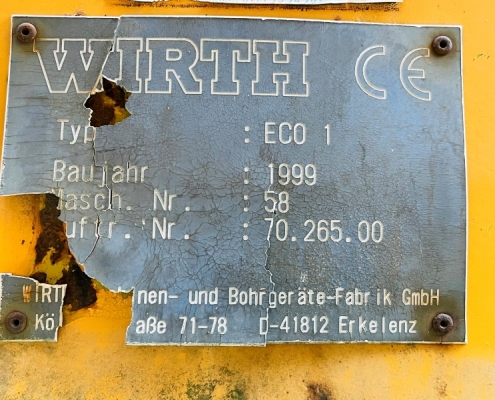 WIRTH CE
Typ : ECO 1
Baujahr : 1999
Masch. Nr. : 58
uftr. Nr. : 70.265.00
WIRT nen- und Bohrgeräte-Fabrik GmbH
Kö aße 71-78 D-41812 Erkelenz